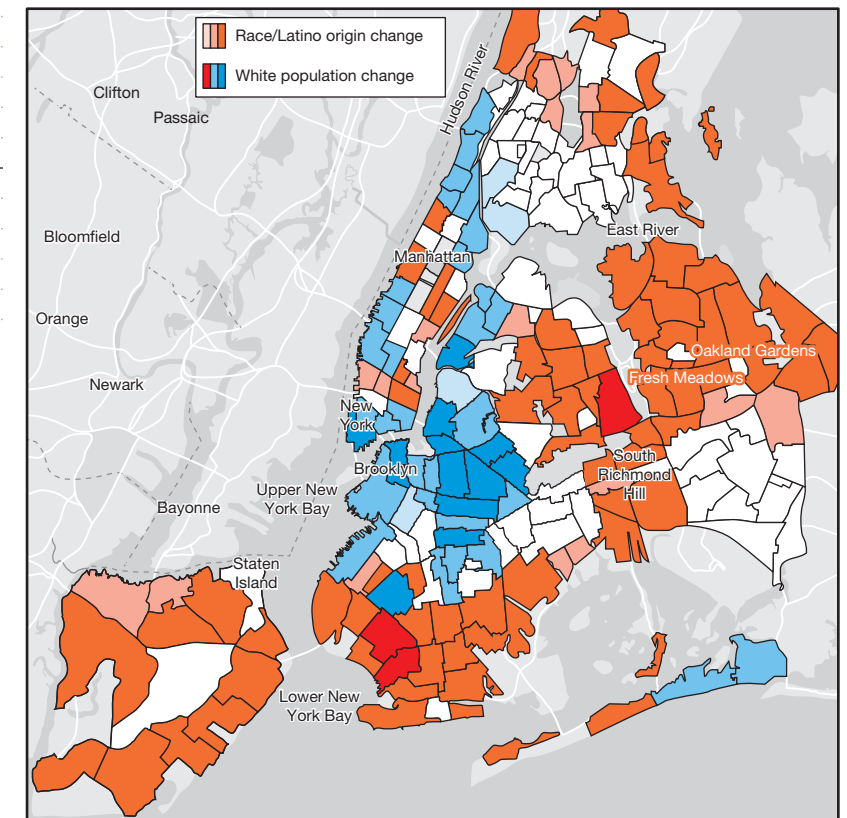 Race/Latino origin change
White population change
Hudson River
Clifton
Passaic
Bloomfield
Manhattan
East River
Orange
Oakland Gardens
Fresh Meadows
Newark
New
York
South
Richmond
Hill
Brooklyn
Upper New
York Bay
Bayonne
Staten
Island
Lower New
York Bay